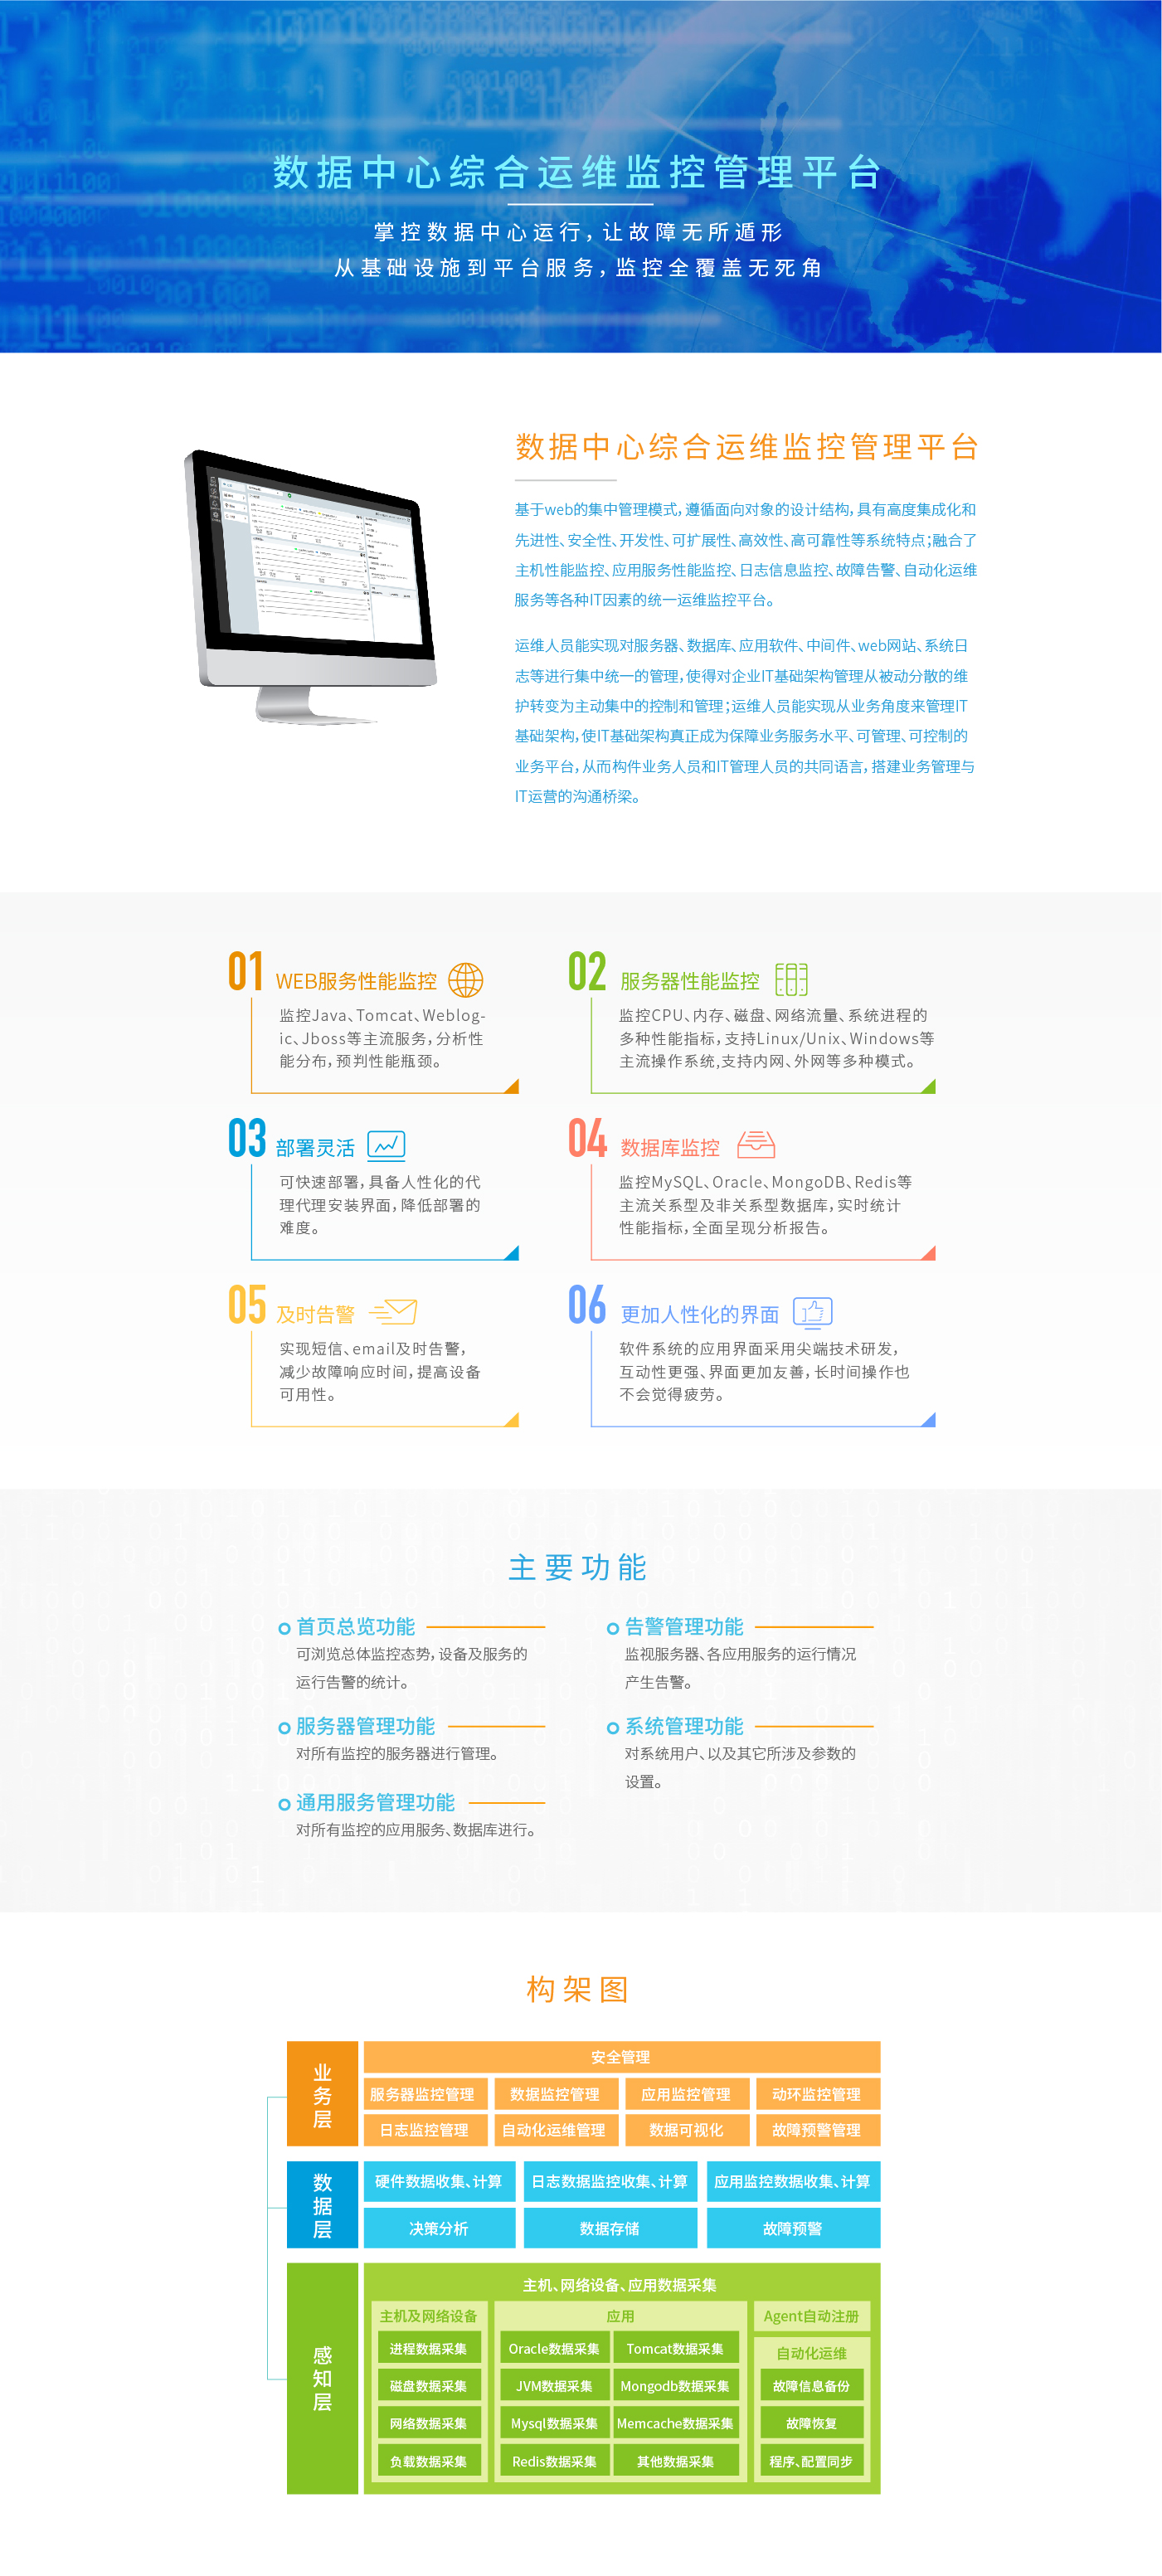 数据中心综合运维监控管理平台
掌控数据中心运行，让故障无所遁形
从基础设施到平台服务，监控全覆盖无死角
数据中心综合运维监控管理平台
基于web的集中管理模式，遵循面向对象的设计结构，具有高度集成化和
先进性、安全性、开发性、可扩展性、高效性、高可靠性等系统特点；融合了
主机性能监控、应用服务性能监控、日志信息监控、故障告警、自动化运维
服务等各种IT因素的统一运维监控平台。
运维人员能实现对服务器、数据库、应用软件、中间件、web网站、系统日
志等进行集中统一的管理，使得对企业IT基础架构管理从被动分散的维
护转变为主动集中的控制和管理；运维人员能实现从业务角度来管理IT
基础架构，使IT基础架构真正成为保障业务服务水平、可管理、可控制的
业务平台，从而构件业务人员和IT管理人员的共同语言，搭建业务管理与
IT运营的沟通桥梁。
01 WEB服务性能监控
监控Java、Tomcat、Weblog-
ic、Jboss等主流服务，分析性
能分布，预判性能瓶颈。
02 服务器性能监控
监控CPU、内存、磁盘、网络流量、系统进程的
多种性能指标，支持Linux/Unix、Windows等
主流操作系统,支持内网、外网等多种模式。
03 部署灵活
可快速部署，具备人性化的代
理代理安装界面，降低部署的
难度。
04 数据库监控
监控MySQL、Oracle、MongoDB、Redis等
主流关系型及非关系型数据库，实时统计
性能指标，全面呈现分析报告。
05 及时告警
实现短信、email及时告警，
减少故障响应时间，提高设备
可用性。
06 更加人性化的界面
软件系统的应用界面采用尖端技术研发，
互动性更强、界面更加友善，长时间操作也
不会觉得疲劳。
主要功能
首页总览功能
可浏览总体监控态势，设备及服务的
运行告警的统计。
服务器管理功能
对所有监控的服务器进行管理。
通用服务管理功能
对所有监控的应用服务、数据库进行。
告警管理功能
监视服务器、各应用服务的运行情况
产生告警。
系统管理功能
对系统用户、以及其它所涉及参数的
设置。
构架图
业务层
安全管理
服务器监控管理 数据监控管理 应用监控管理 动环监控管理
日志监控管理 自动化运维管理 数据可视化 故障预警管理
数据层
硬件数据收集、计算 日志数据监控收集、计算 应用监控数据收集、计算
决策分析 数据存储 故障预警
感知层
主机、网络设备、应用数据采集
主机及网络设备
进程数据采集
磁盘数据采集
网络数据采集
负载数据采集
应用
Oracle数据采集 Tomcat数据采集
JVM数据采集 Mongodb数据采集
Mysql数据采集 Memcache数据采集
Redis数据采集 其他数据采集
Agent自动注册
自动化运维
故障信息备份
故障恢复
程序、配置同步